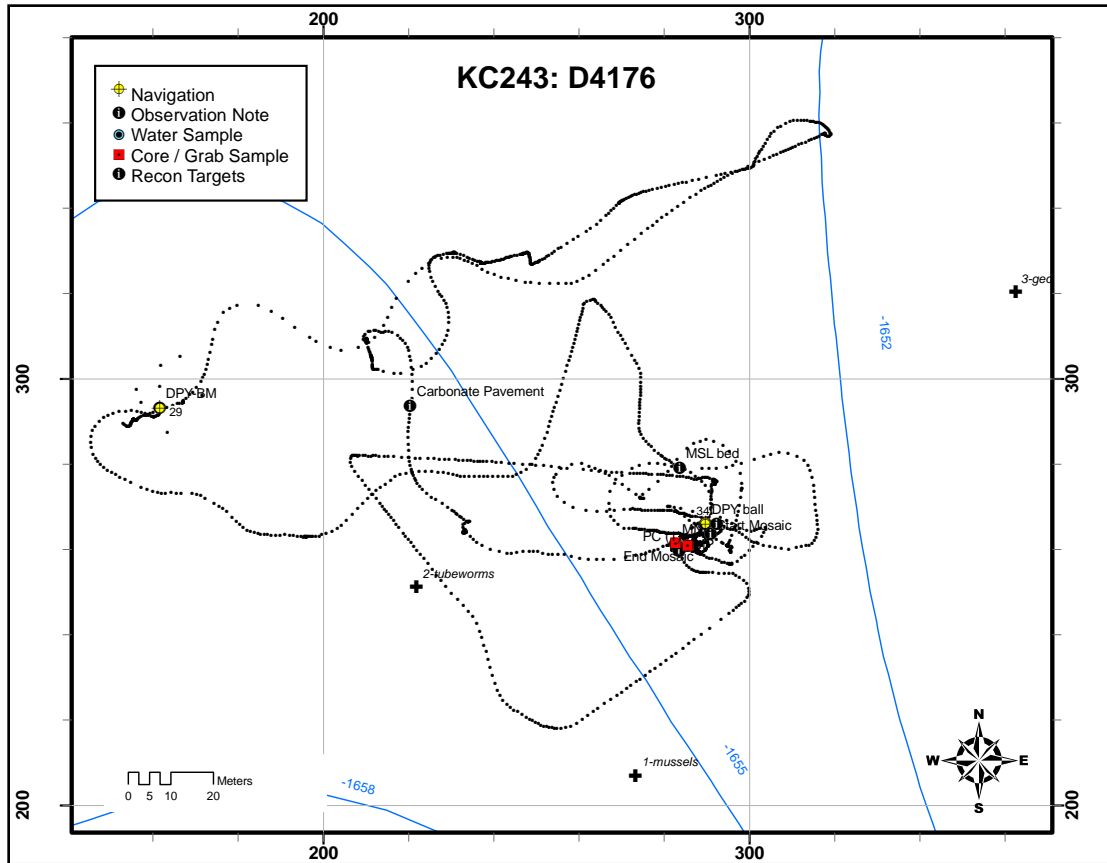 200
300
KC243: D4176
Navigation
Observation Note
Water Sample
Core / Grab Sample
Recon Targets
3-geo
-1652
300
300
DPY-BM
29
Carbonate Pavement
MSL bed
34
DPY ball
Start Mosaic
PC
End Mosaic
2-tubeworms
1-mussels
-1655
-1658
N
W
E
S
Meters
0 5 10 20
200
200
200
300